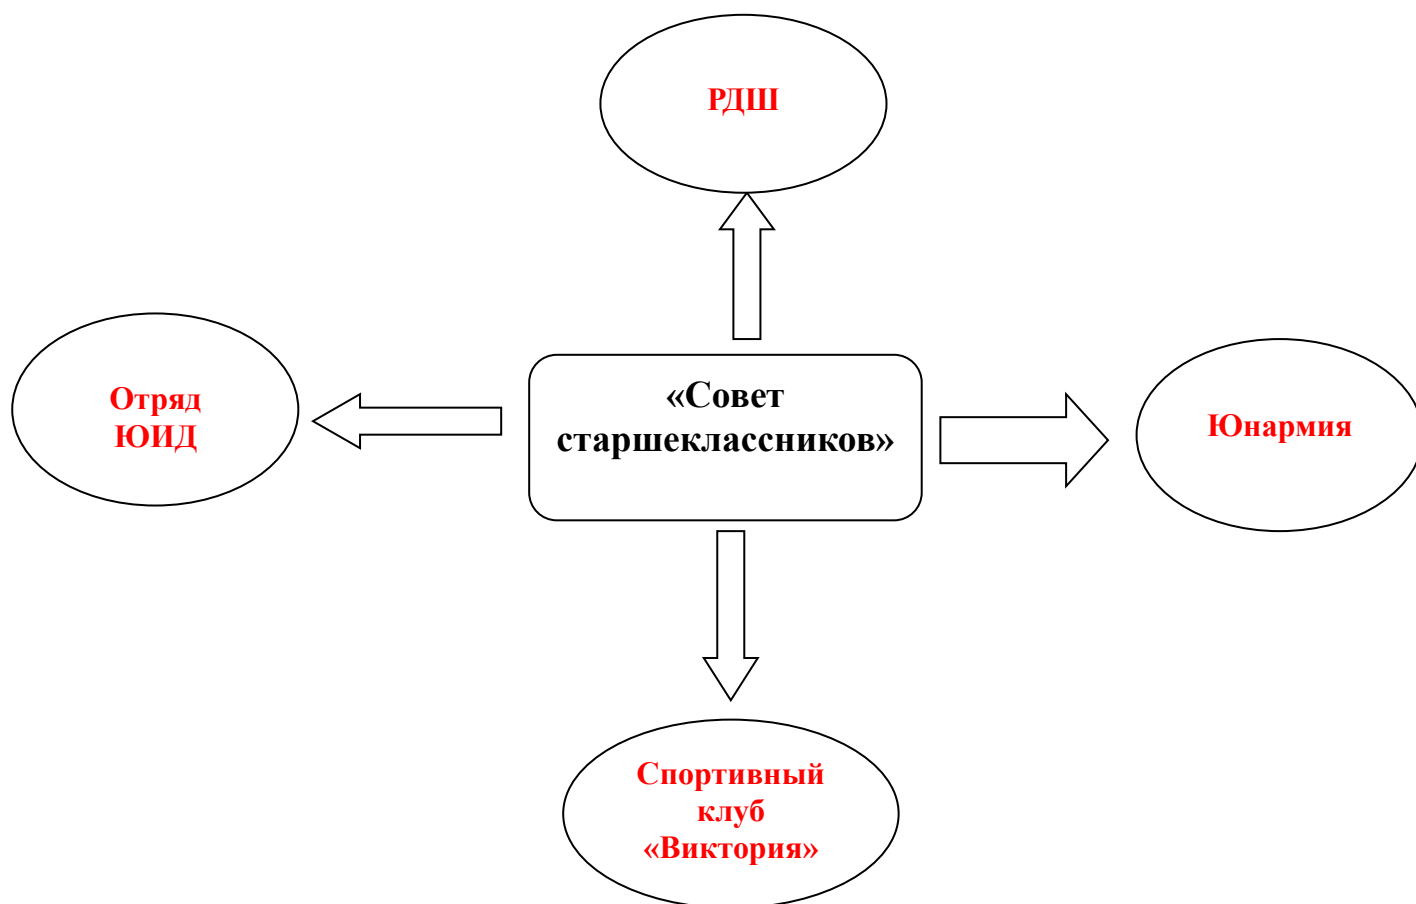 РДШ
Отряд
ЮИД
«Совет
старшеклассников»
Юнармия
Спортивный
клуб
«Виктория»